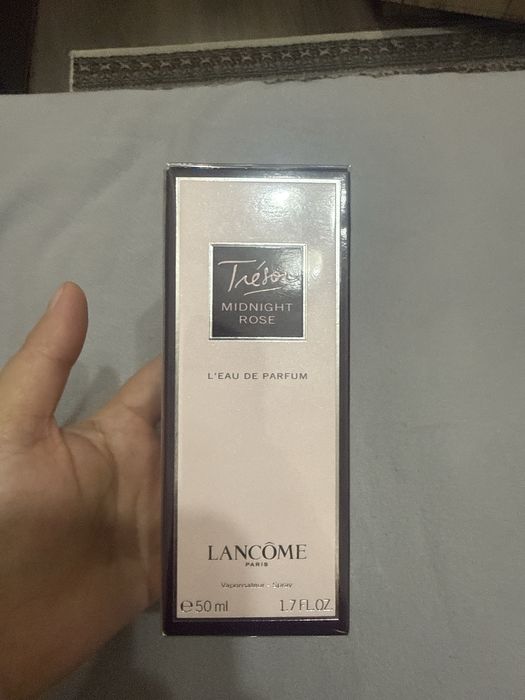 Trésor
MIDNIGHT
ROSE
L'EAU DE PARFUM
LANCÔME
PARIS
Vaporisateur - Spray
℮ 50 ml 1.7 FL.OZ.